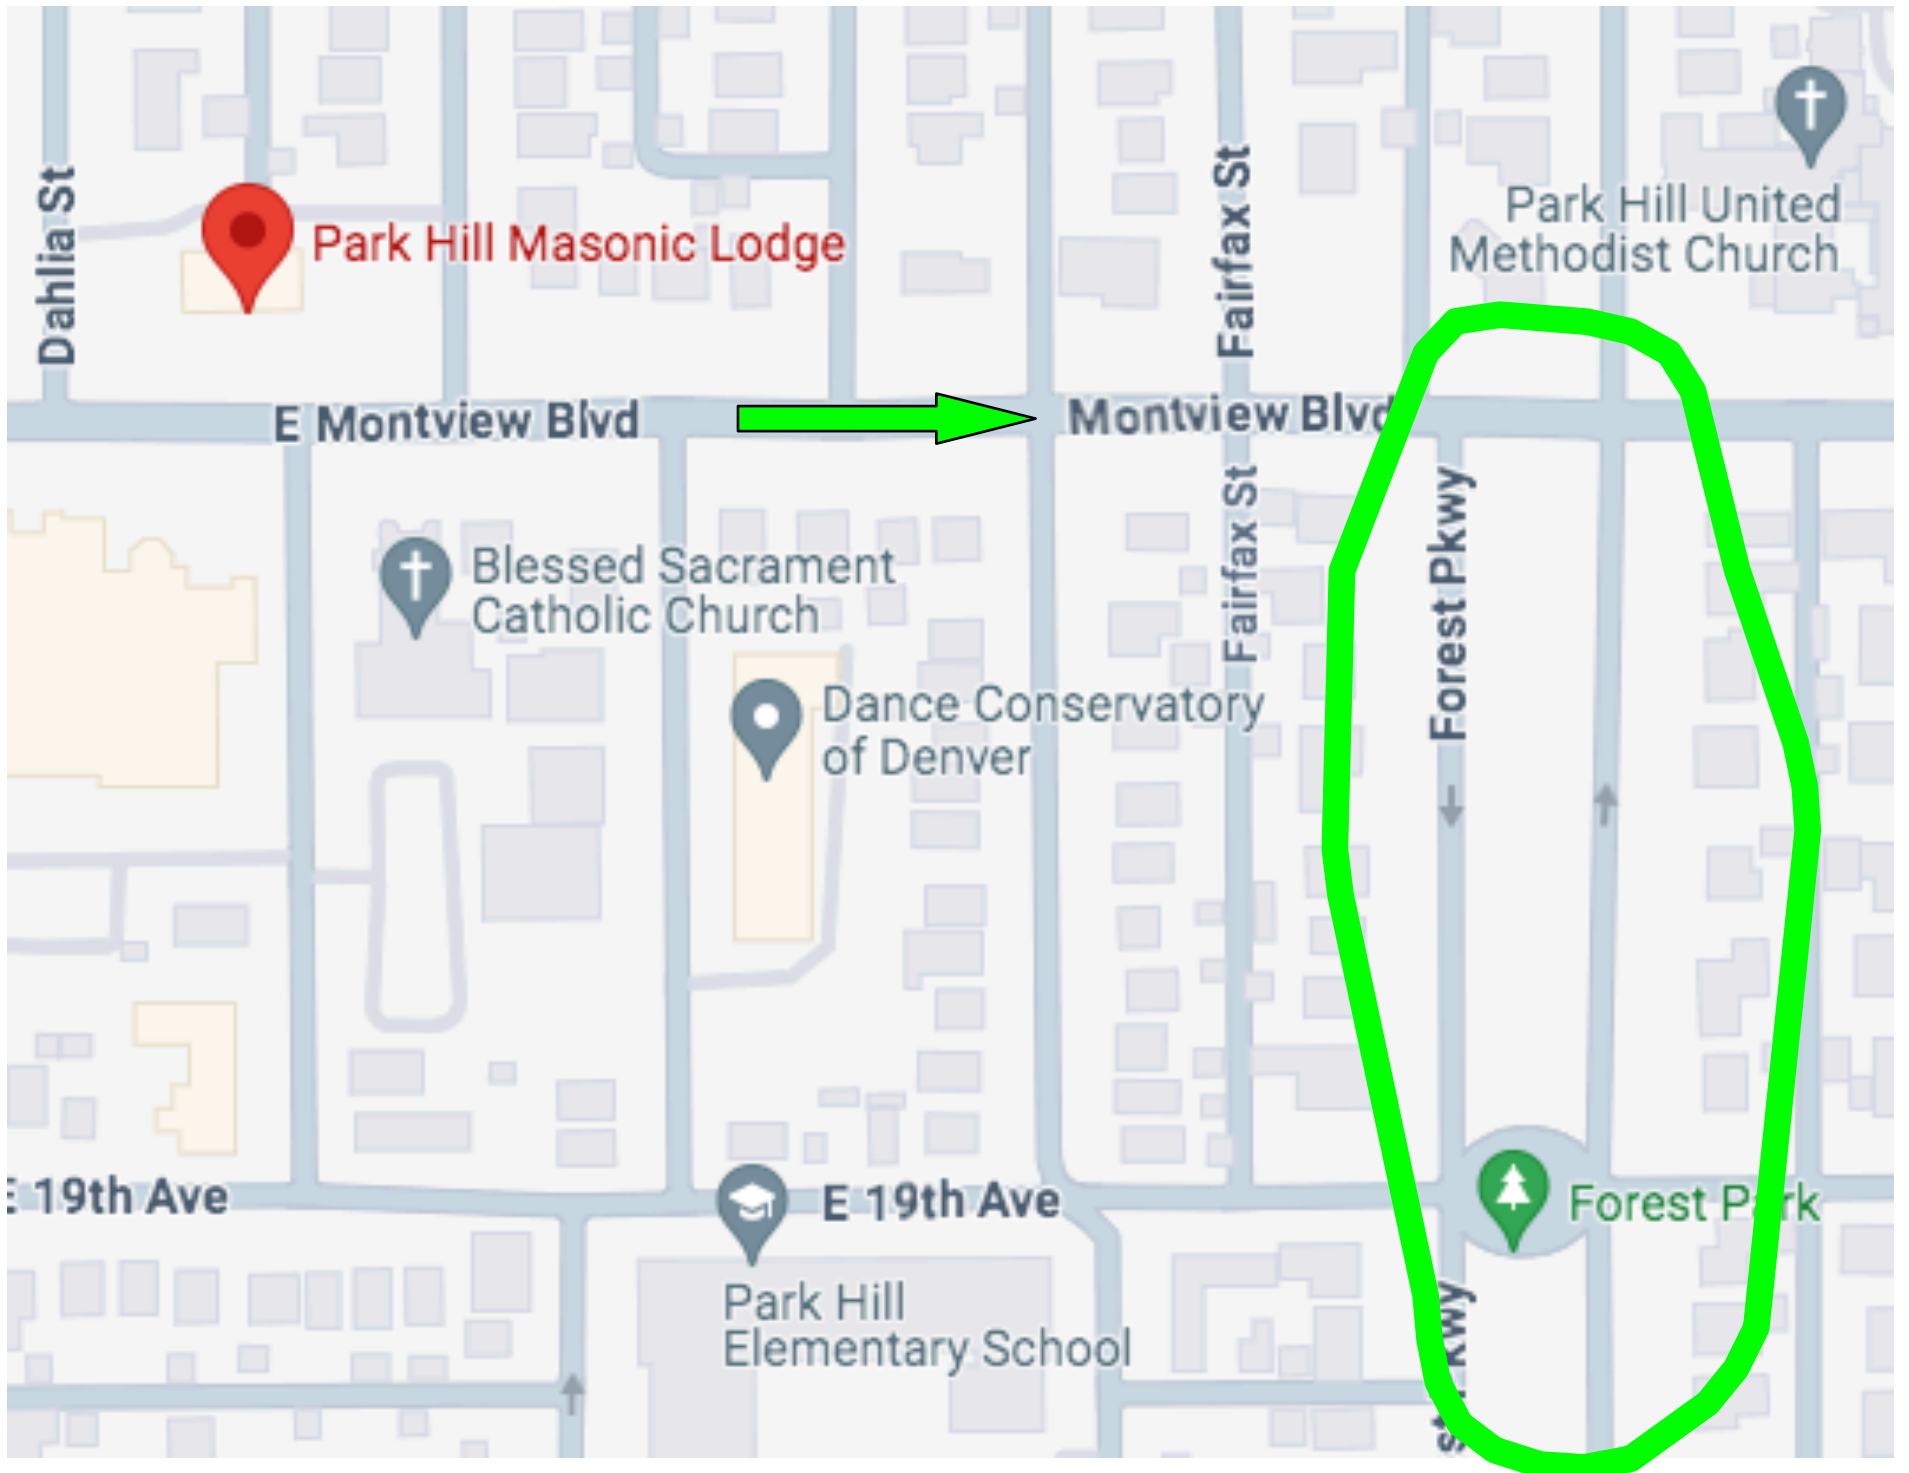 Dahlia St
Park Hill Masonic Lodge
Fairfax St
Park Hill United
Methodist Church
E Montview Blvd
Montview Blvd
Fairfax St
Forest Pkwy
Blessed Sacrament
Catholic Church
Dance Conservatory
of Denver
E 19th Ave
E 19th Ave
Forest Park
Park Hill
Elementary School